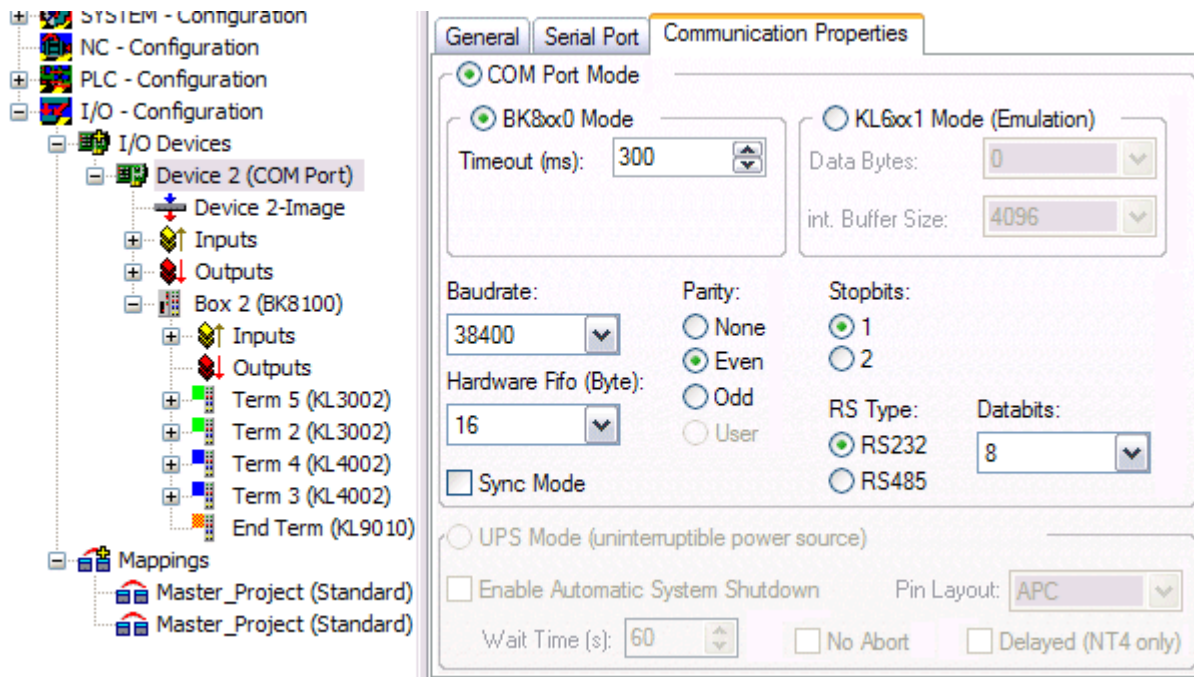 SYSTEM - Configuration
NC - Configuration
PLC - Configuration
I/O - Configuration
I/O Devices
Device 2 (COM Port)
Device 2-Image
Inputs
Outputs
Box 2 (BK8100)
Inputs
Outputs
Term 5 (KL3002)
Term 2 (KL3002)
Term 4 (KL4002)
Term 3 (KL4002)
End Term (KL9010)
Mappings
Master_Project (Standard)
Master_Project (Standard)
General Serial Port Communication Properties
COM Port Mode
BK8xx0 Mode
Timeout (ms): 300
KL6xx1 Mode (Emulation)
Data Bytes: 0
int. Buffer Size: 4096
Baudrate:
38400
Hardware Fifo (Byte):
16
Sync Mode
Parity:
None
Even
Odd
User
Stopbits:
1
2
RS Type:
RS232
RS485
Databits:
8
UPS Mode (uninterruptible power source)
Enable Automatic System Shutdown Pin Layout: APC
Wait Time (s): 60 No Abort Delayed (NT4 only)